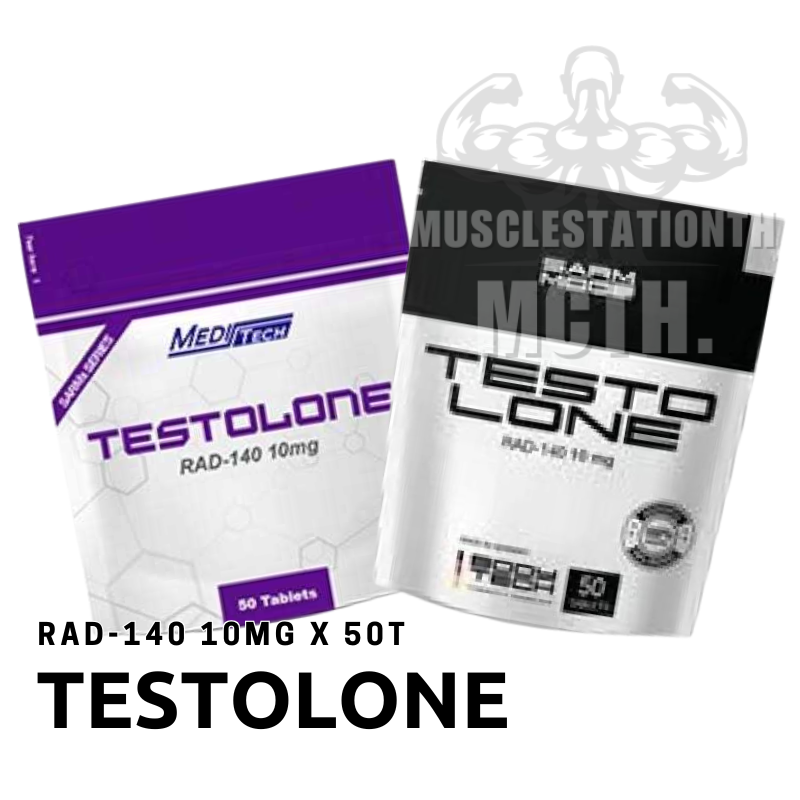 MUSCLESTATIONTH
MCTH.
MEDITECH
SARMs SERIES
TESTOLONE
RAD-140 10mg
50 Tablets
SARM
TESTO
LONE
RAD-140 10 mg
50
tablets
RAD-140 10MG X 50T
TESTOLONE